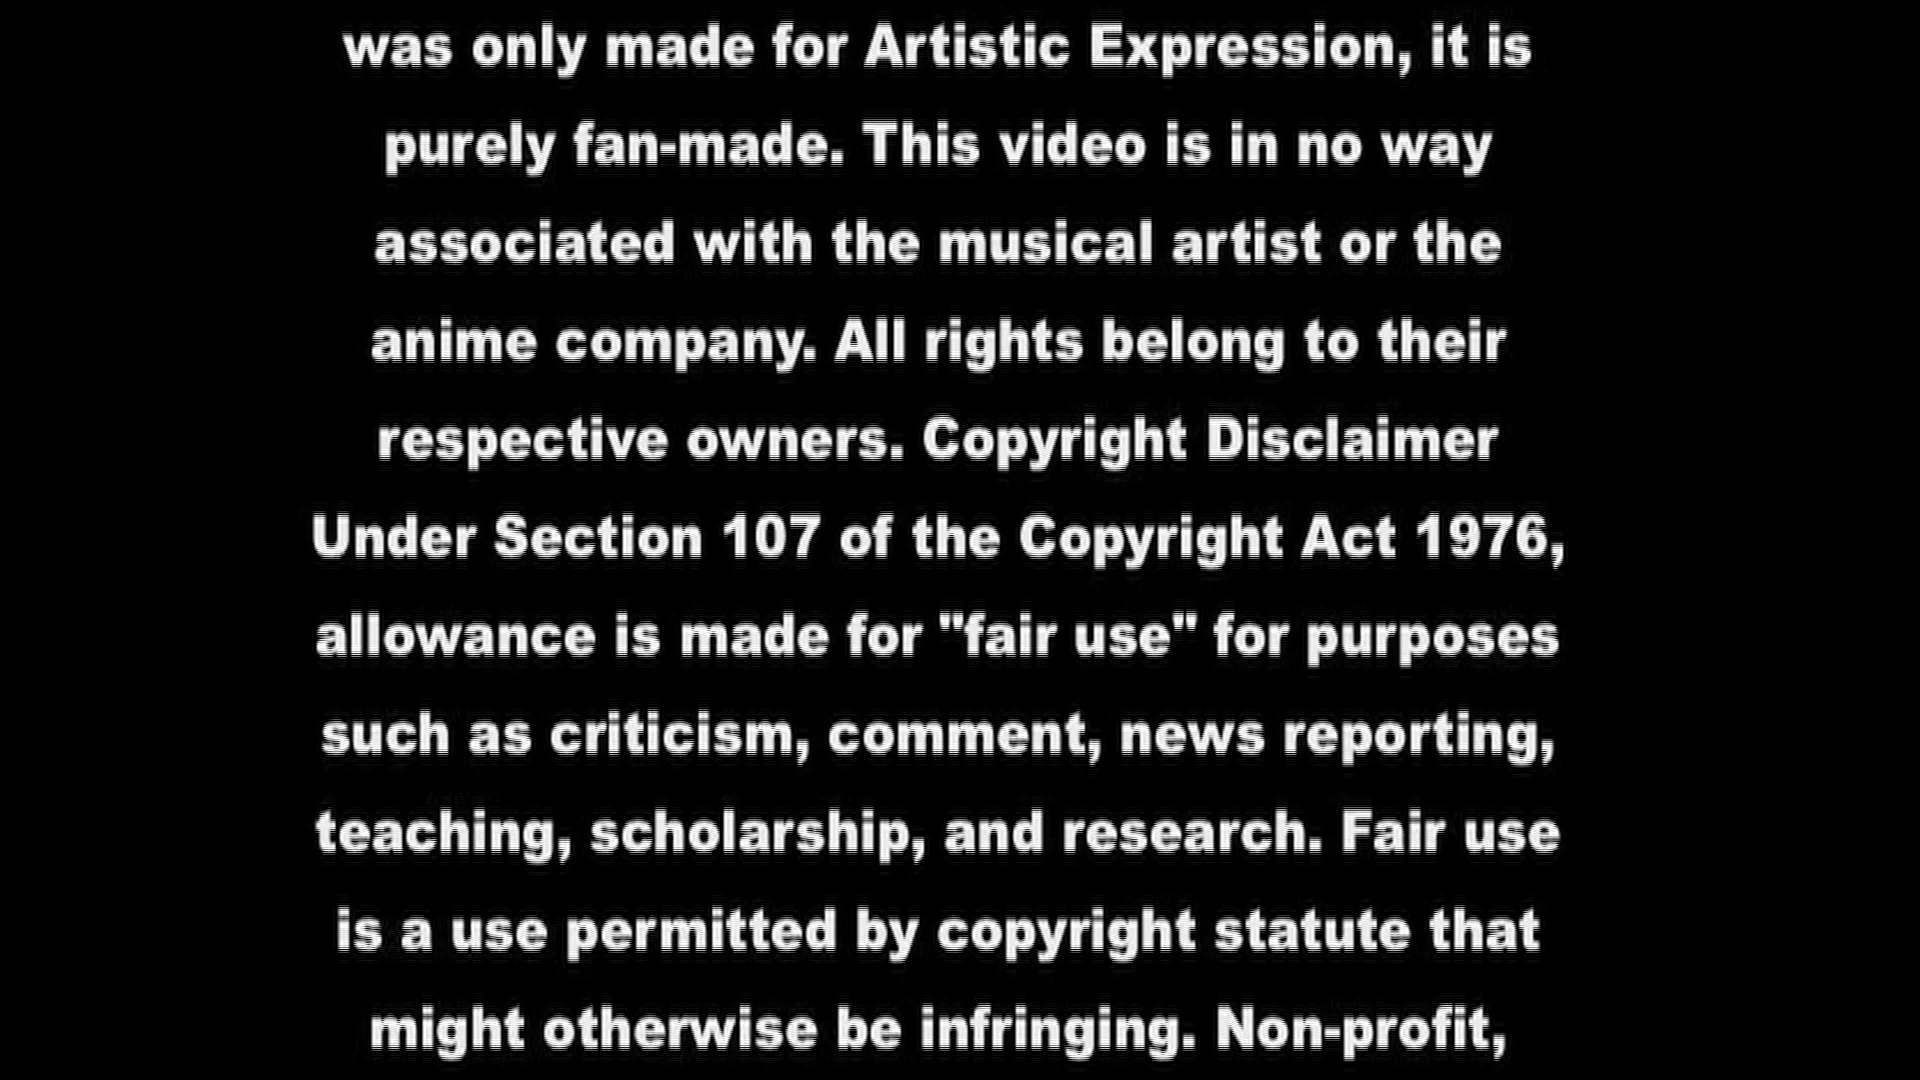 was only made for Artistic Expression, it is
purely fan-made. This video is in no way
associated with the musical artist or the
anime company. All rights belong to their
respective owners. Copyright Disclaimer
Under Section 107 of the Copyright Act 1976,
allowance is made for "fair use" for purposes
such as criticism, comment, news reporting,
teaching, scholarship, and research. Fair use
is a use permitted by copyright statute that
might otherwise be infringing. Non-profit,